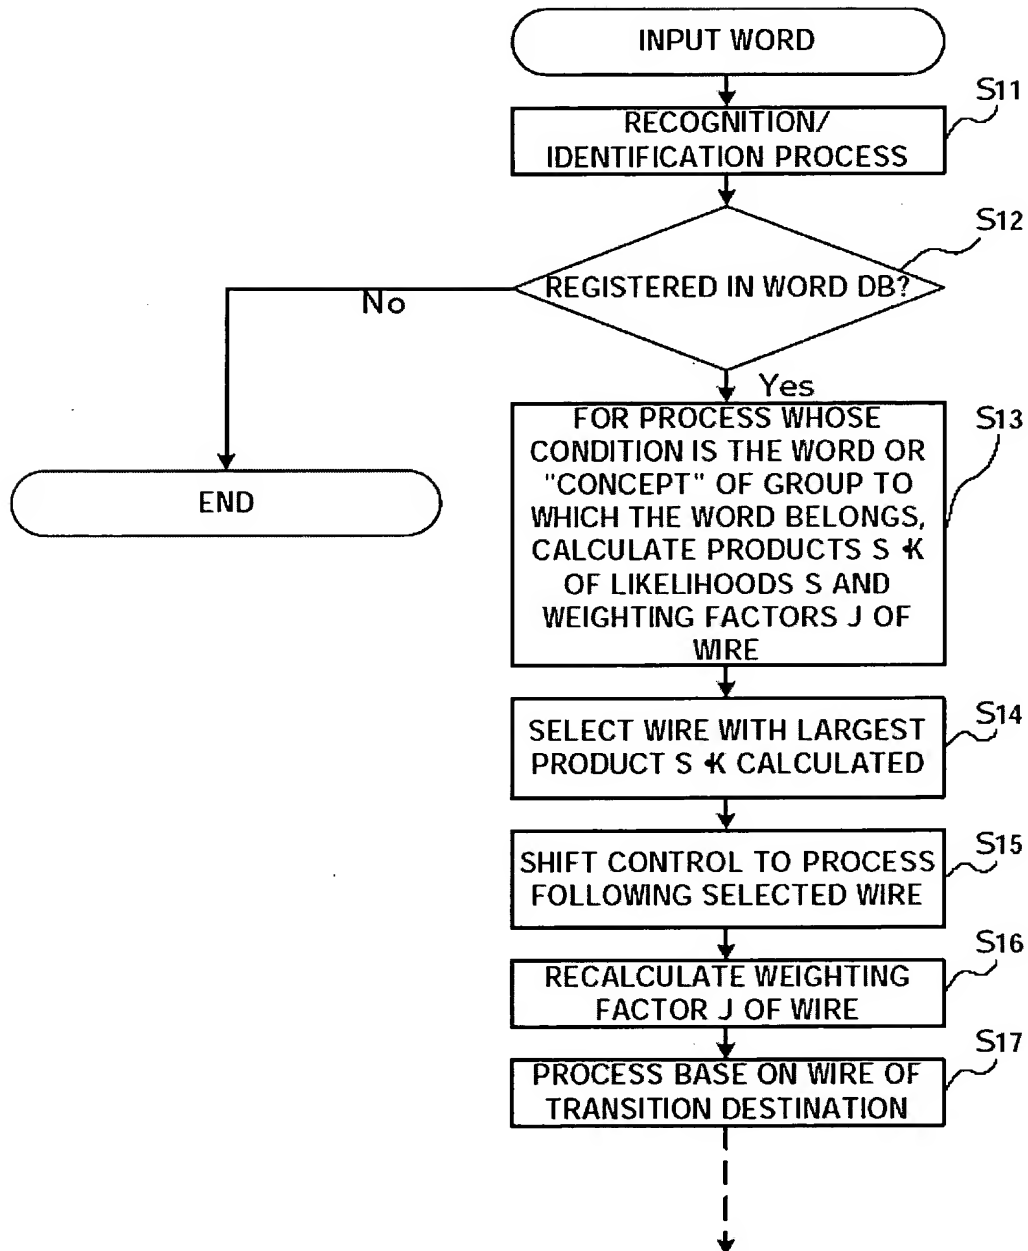 INPUT WORD
S11
RECOGNITION/
IDENTIFICATION PROCESS
S12
REGISTERED IN WORD DB?
No
Yes
S13
FOR PROCESS WHOSE
CONDITION IS THE WORD OR
"CONCEPT" OF GROUP TO
WHICH THE WORD BELONGS,
CALCULATE PRODUCTS S •K
OF LIKELIHOODS S AND
WEIGHTING FACTORS J OF
WIRE
END
S14
SELECT WIRE WITH LARGEST
PRODUCT S •K CALCULATED
S15
SHIFT CONTROL TO PROCESS
FOLLOWING SELECTED WIRE
S16
RECALCULATE WEIGHTING
FACTOR J OF WIRE
S17
PROCESS BASE ON WIRE OF
TRANSITION DESTINATION